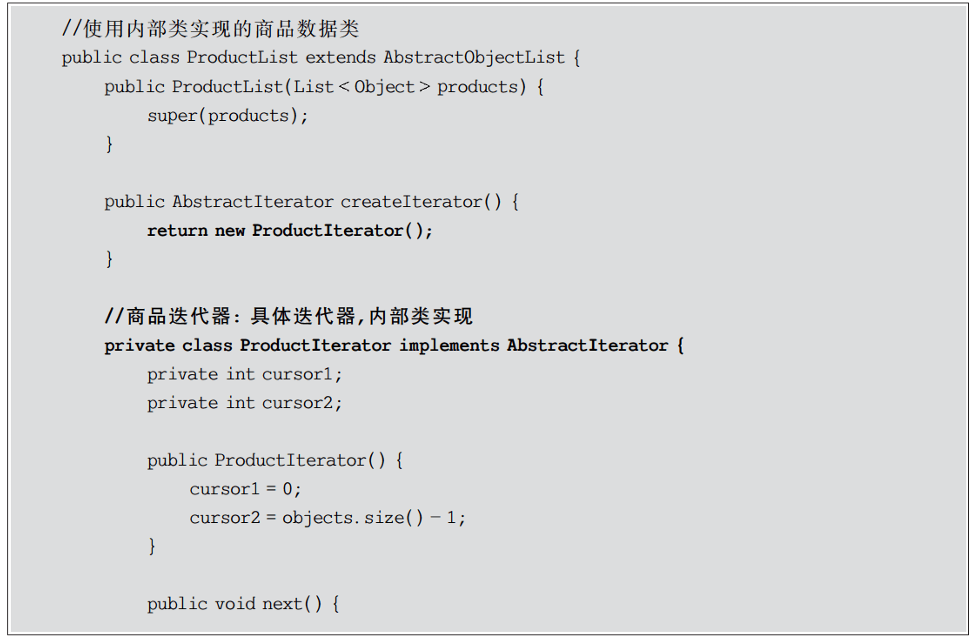 //使用内部类实现的商品数据类
public class ProductList extends AbstractObjectList {
public ProductList(List<Object> products) {
super(products);
}
public AbstractIterator createIterator() {
return new ProductIterator();
}
//商品迭代器: 具体迭代器,内部类实现
private class ProductIterator implements AbstractIterator {
private int cursor1;
private int cursor2;
public ProductIterator() {
cursor1 = 0;
cursor2 = objects.size() - 1;
}
public void next() {